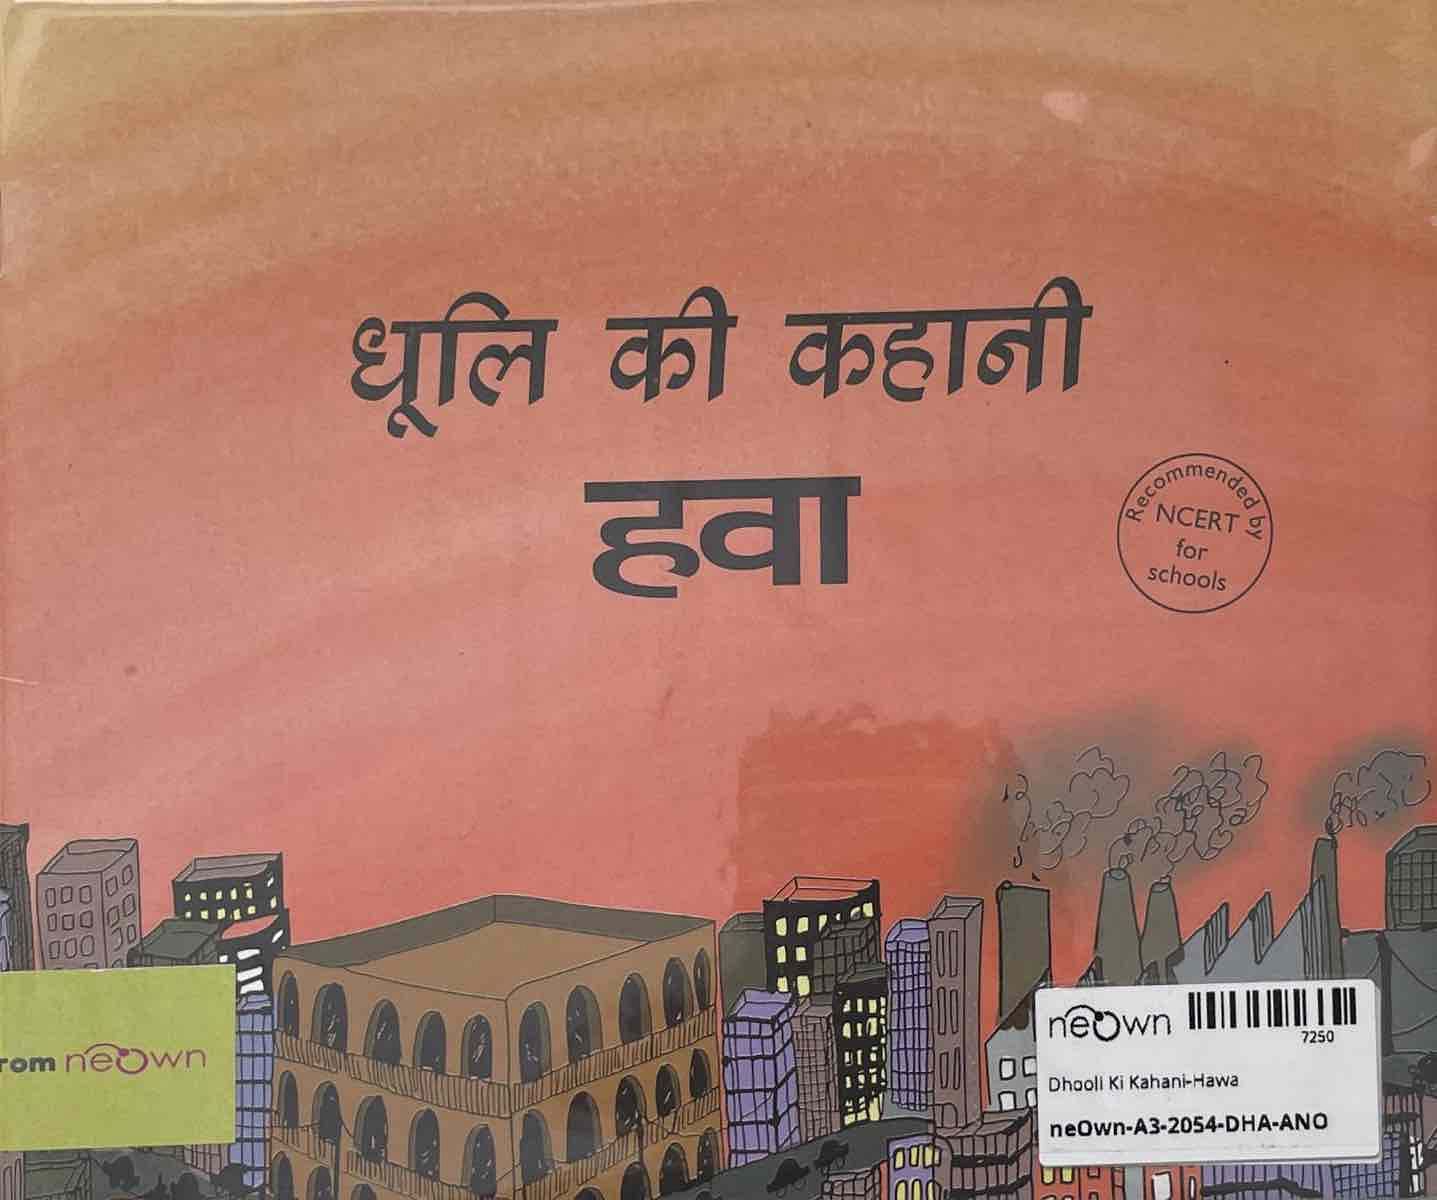 धूलि की कहानी
हवा
Recommended by
NCERT
for
schools
rom neOwn
neOwn
7250
Dhooli Ki Kahani-Hawa
neOwn-A3-2054-DHA-ANO